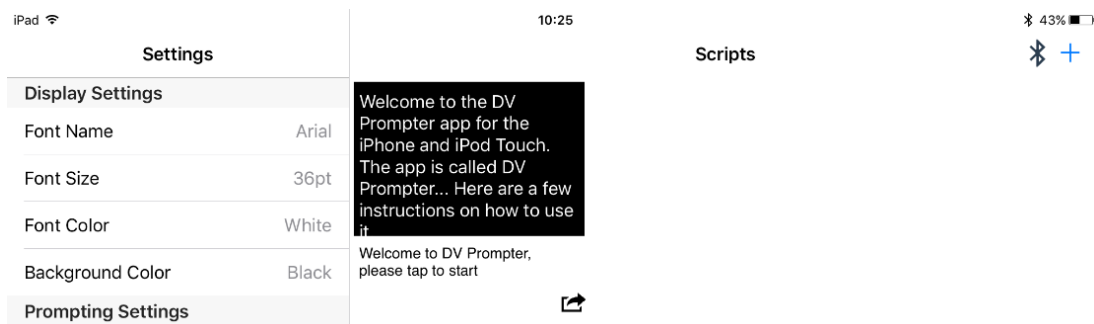 iPad 10:25 43%
Settings
Scripts
Display Settings
Font Name Arial
Font Size 36pt
Font Color White
Background Color Black
Prompting Settings
Welcome to the DV
Prompter app for the
iPhone and iPod Touch.
The app is called DV
Prompter... Here are a few
instructions on how to use
it
Welcome to DV Prompter,
please tap to start